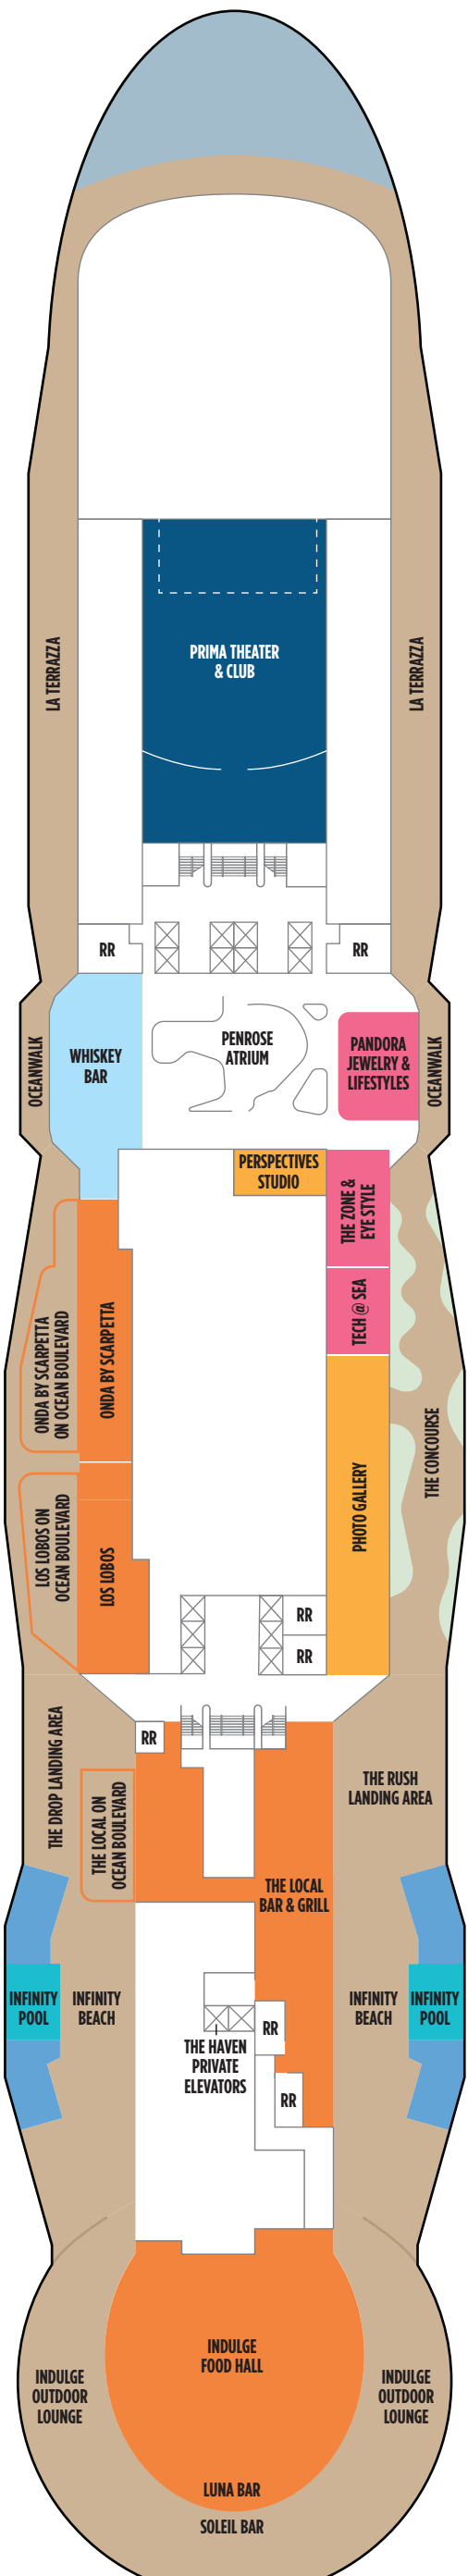 LA TERRAZZA
PRIMA THEATER
& CLUB
LA TERRAZZA
RR
RR
OCEANWALK
WHISKEY
BAR
PENROSE
ATRIUM
PANDORA
JEWELRY &
LIFESTYLES
OCEANWALK
PERSPECTIVES
STUDIO
THE ZONE &
EYE STYLE
TECH @ SEA
ONDA BY SCARPETTA
ON OCEAN BOULEVARD
ONDA BY SCARPETTA
THE CONCOURSE
PHOTO GALLERY
LOS LOBOS ON
OCEAN BOULEVARD
LOS LOBOS
RR
RR
THE DROP LANDING AREA
RR
THE LOCAL ON
OCEAN BOULEVARD
THE RUSH
LANDING AREA
THE LOCAL
BAR & GRILL
INFINITY
POOL
INFINITY
BEACH
INFINITY
BEACH
INFINITY
POOL
RR
THE HAVEN
PRIVATE
ELEVATORS
RR
INDULGE
FOOD HALL
INDULGE
OUTDOOR
LOUNGE
INDULGE
OUTDOOR
LOUNGE
LUNA BAR
SOLEIL BAR